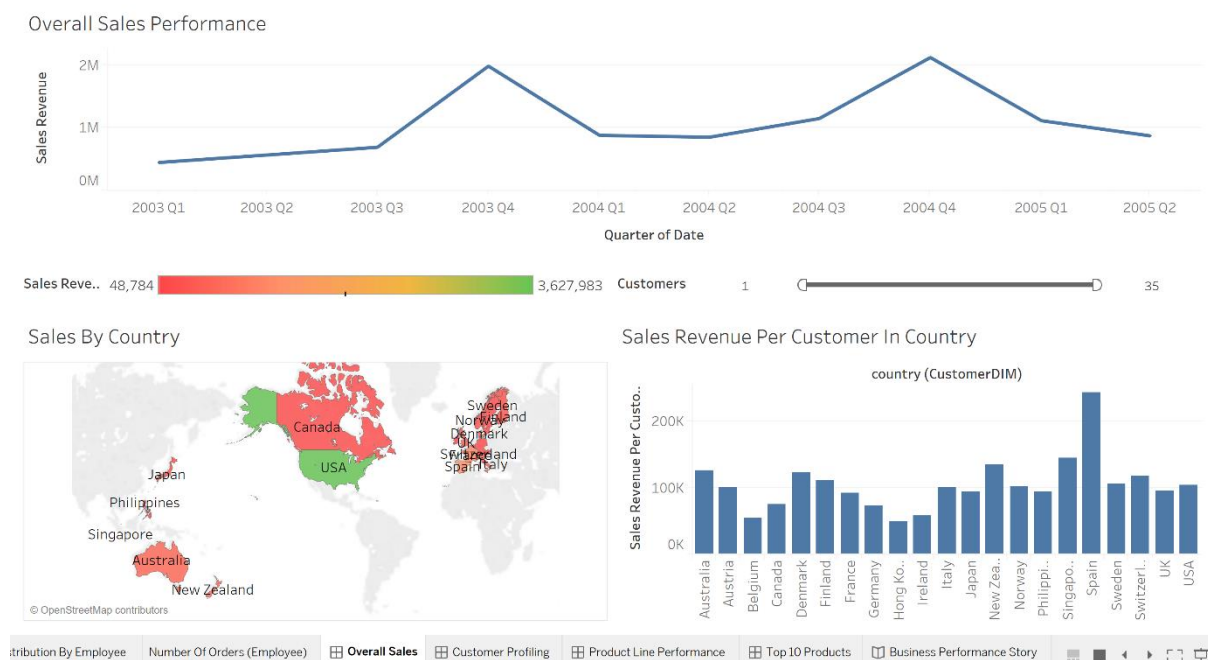 Overall Sales Performance
2M
1M
0M
Sales Revenue
2003 Q1 2003 Q2 2003 Q3 2003 Q4 2004 Q1 2004 Q2 2004 Q3 2004 Q4 2005 Q1 2005 Q2
Quarter of Date
Sales Reve.. 48,784 3,627,983 Customers 1 35
Sales By Country
Canada
USA
Sweden
Finland
Norway
Denmark
UK
Switzerland
France
Spain
Italy
Japan
Philippines
Singapore
Australia
New Zealand
© OpenStreetMap contributors
Sales Revenue Per Customer In Country
country (CustomerDIM)
200K
100K
0K
Sales Revenue Per Custo..
Australia
Austria
Belgium
Canada
Denmark
Finland
France
Germany
Hong Ko..
Ireland
Italy
Japan
New Zea..
Norway
Philippi..
Singapo..
Spain
Sweden
Switzerl..
UK
USA
stribution By Employee Number Of Orders (Employee) Overall Sales Customer Profiling Product Line Performance Top 10 Products Business Performance Story